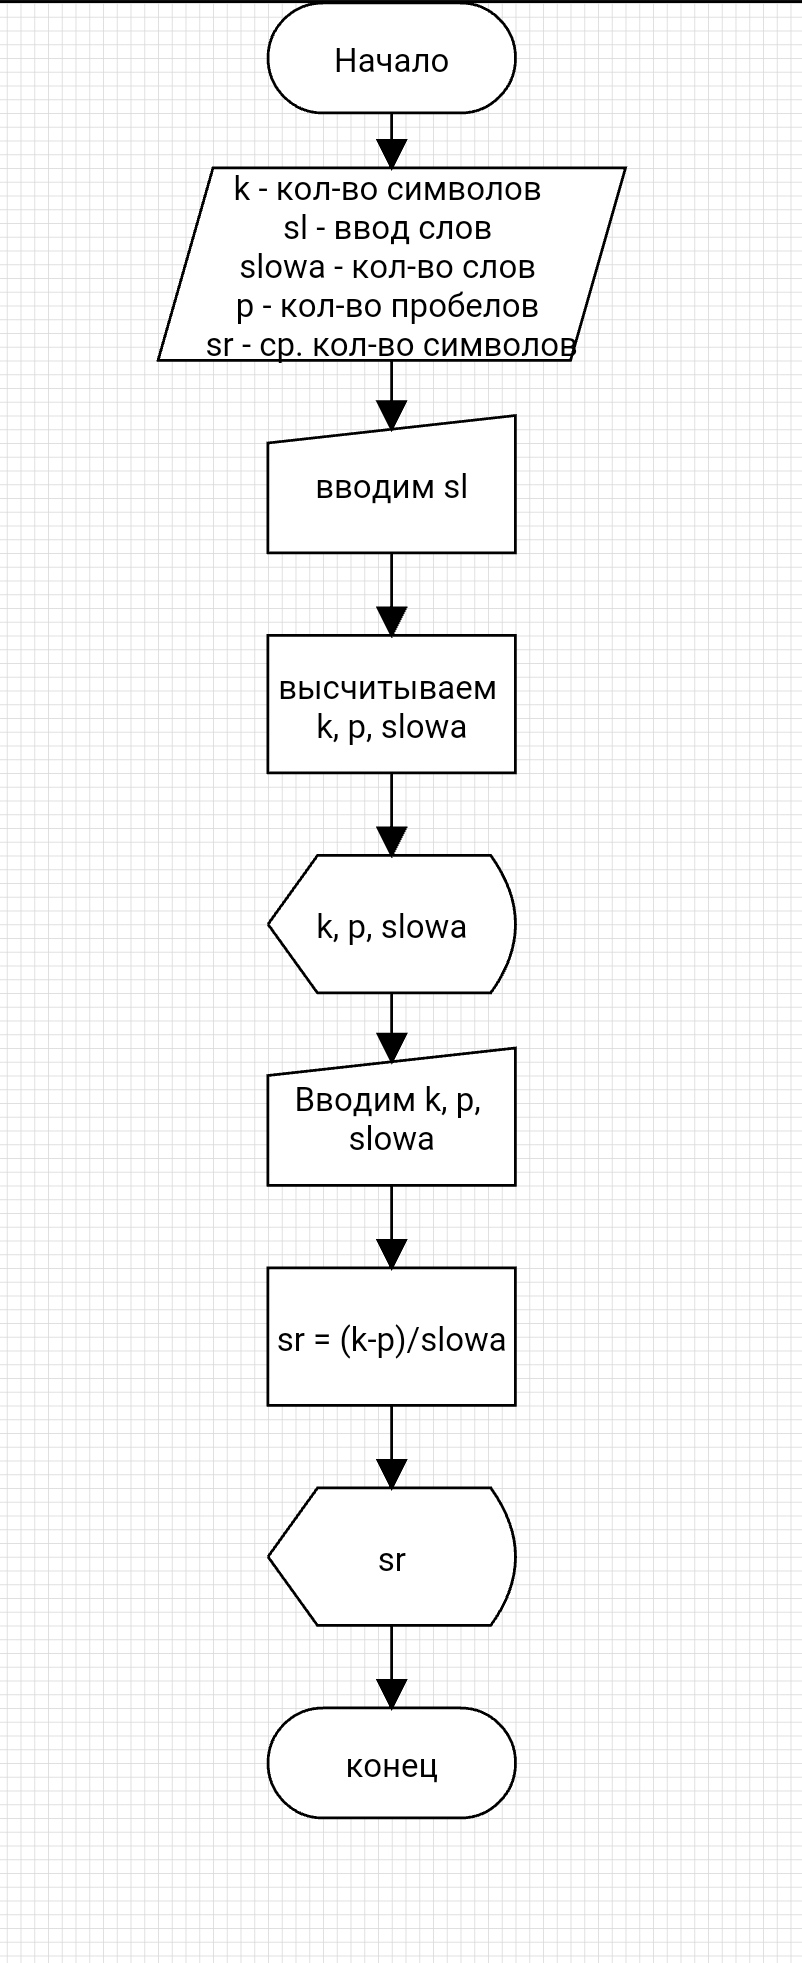 Начало
k - кол-во символов
sl - ввод слов
slowa - кол-во слов
p - кол-во пробелов
sr - ср. кол-во символов
вводим sl
высчитываем
k, p, slowa
k, p, slowa
Вводим k, p,
slowa
sr = (k-p)/slowa
sr
конец